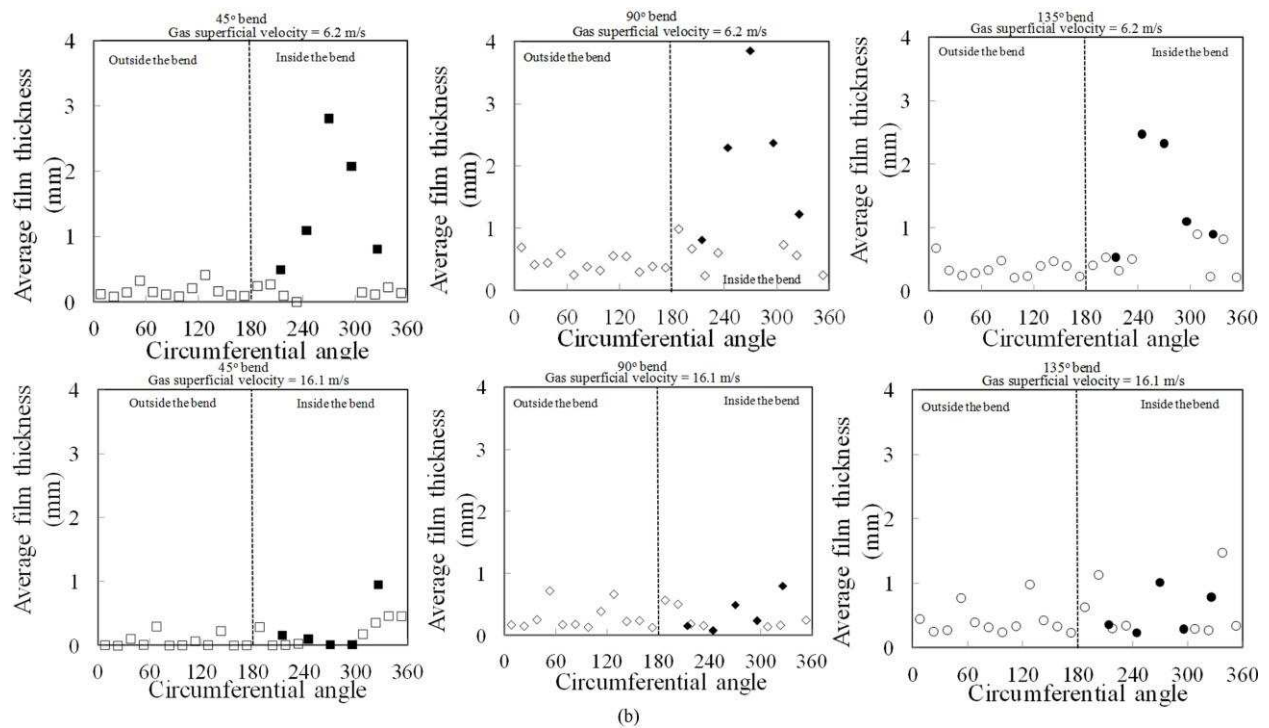 45º bend
Gas superficial velocity = 6.2 m/s
4
3
2
1
0
Outside the bend
Inside the bend
Average film thickness
(mm)
0 60 120 180 240 300 360
Circumferential angle
90º bend
Gas superficial velocity = 6.2 m/s
4
3
2
1
0
Outside the bend
Inside the bend
Average film thickness
(mm)
0 60 120 180 240 300 360
Circumferential angle
135º bend
Gas superficial velocity = 6.2 m/s
4
3
2
1
0
Outside the bend
Inside the bend
Average film thickness
(mm)
0 60 120 180 240 300 360
Circumferential angle
45º bend
Gas superficial velocity = 16.1 m/s
4
3
2
1
0
Outside the bend
Inside the bend
Average film thickness
(mm)
0 60 120 180 240 300 360
Circumferential angle
90º bend
Gas superficial velocity = 16.1 m/s
4
3
2
1
0
Outside the bend
Inside the bend
Average film thickness
(mm)
0 60 120 180 240 300 360
Circumferential angle
135º bend
Gas superficial velocity = 16.1 m/s
4
3
2
1
0
Outside the bend
Inside the bend
Average film thickness
(mm)
0 60 120 180 240 300 360
Circumferential angle
(b)